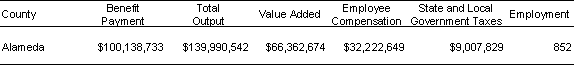 County Benefit Payment Total Output Value Added Employee Compensation State and Local Government Taxes Employment
Alameda $100,138,733 $139,990,542 $66,362,674 $32,222,649 $9,007,829 852